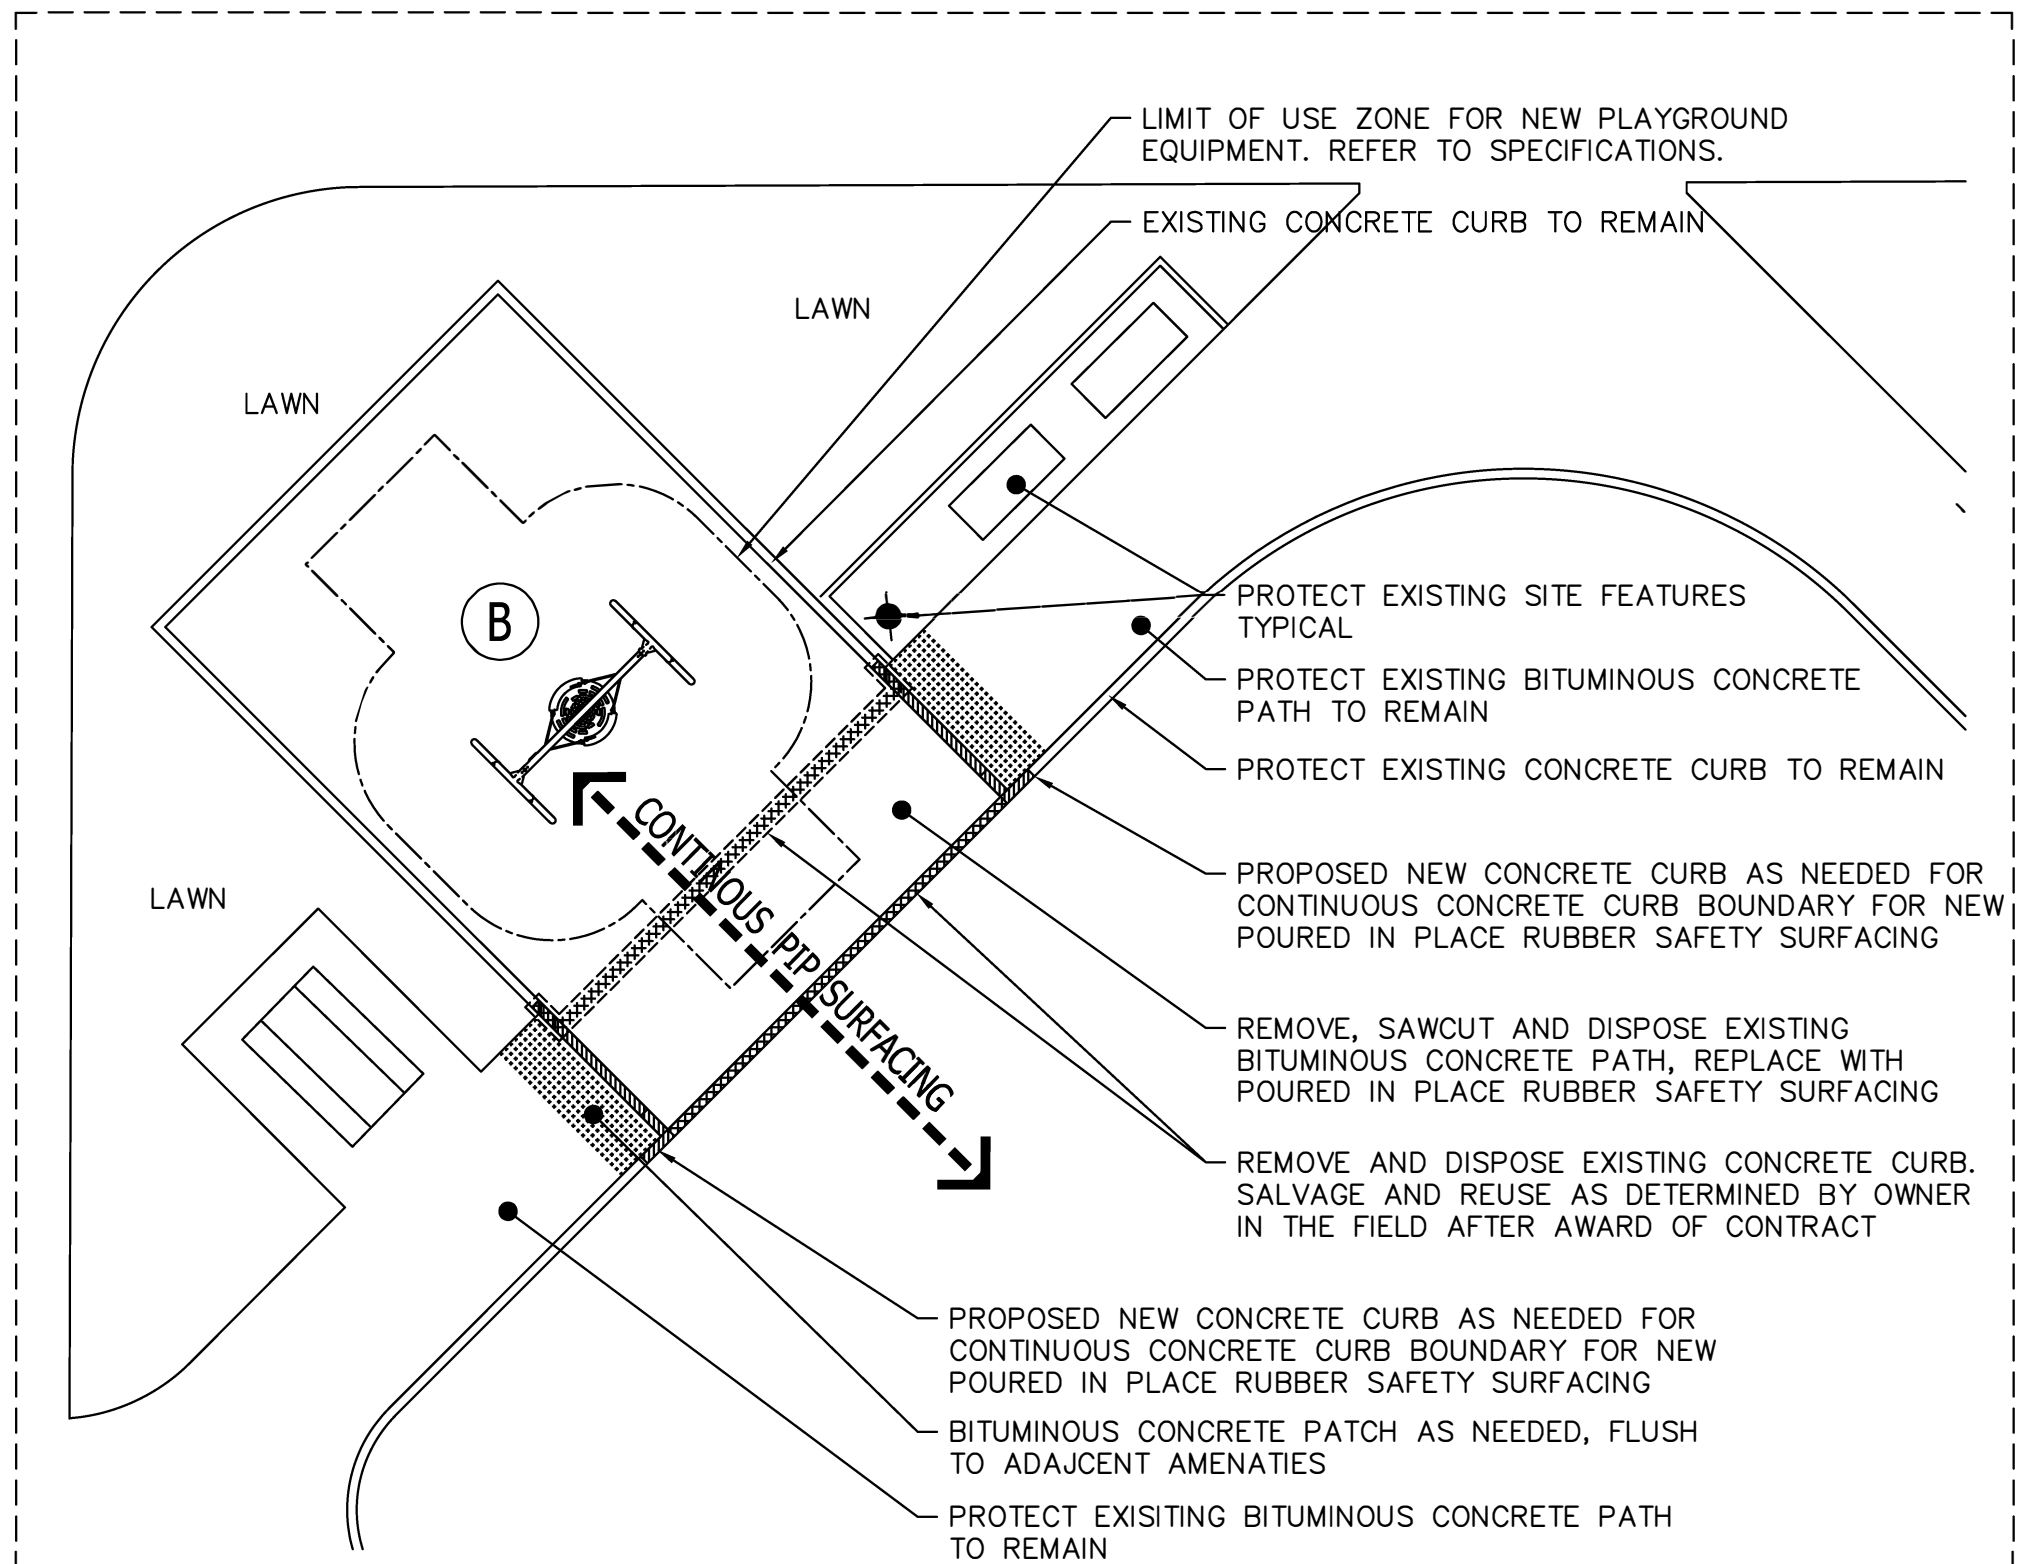 LIMIT OF USE ZONE FOR NEW PLAYGROUND
EQUIPMENT. REFER TO SPECIFICATIONS.
EXISTING CONCRETE CURB TO REMAIN
LAWN
LAWN
B
PROTECT EXISTING SITE FEATURES
TYPICAL
PROTECT EXISTING BITUMINOUS CONCRETE
PATH TO REMAIN
PROTECT EXISTING CONCRETE CURB TO REMAIN
CONTINUOUS PIP SURFACING
LAWN
PROPOSED NEW CONCRETE CURB AS NEEDED FOR
CONTINUOUS CONCRETE CURB BOUNDARY FOR NEW
POURED IN PLACE RUBBER SAFETY SURFACING
REMOVE, SAWCUT AND DISPOSE EXISTING
BITUMINOUS CONCRETE PATH, REPLACE WITH
POURED IN PLACE RUBBER SAFETY SURFACING
REMOVE AND DISPOSE EXISTING CONCRETE CURB.
SALVAGE AND REUSE AS DETERMINED BY OWNER
IN THE FIELD AFTER AWARD OF CONTRACT
PROPOSED NEW CONCRETE CURB AS NEEDED FOR
CONTINUOUS CONCRETE CURB BOUNDARY FOR NEW
POURED IN PLACE RUBBER SAFETY SURFACING
BITUMINOUS CONCRETE PATCH AS NEEDED, FLUSH
TO ADAJCENT AMENATIES
PROTECT EXISITING BITUMINOUS CONCRETE PATH
TO REMAIN